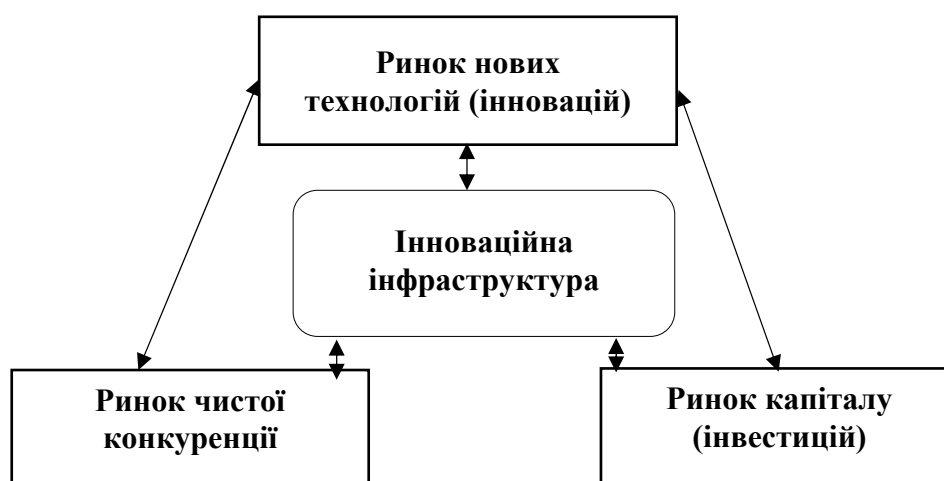 Ринок нових
технологій (інновацій)
Інноваційна
інфраструктура
Ринок чистої
конкуренції
Ринок капіталу
(інвестицій)